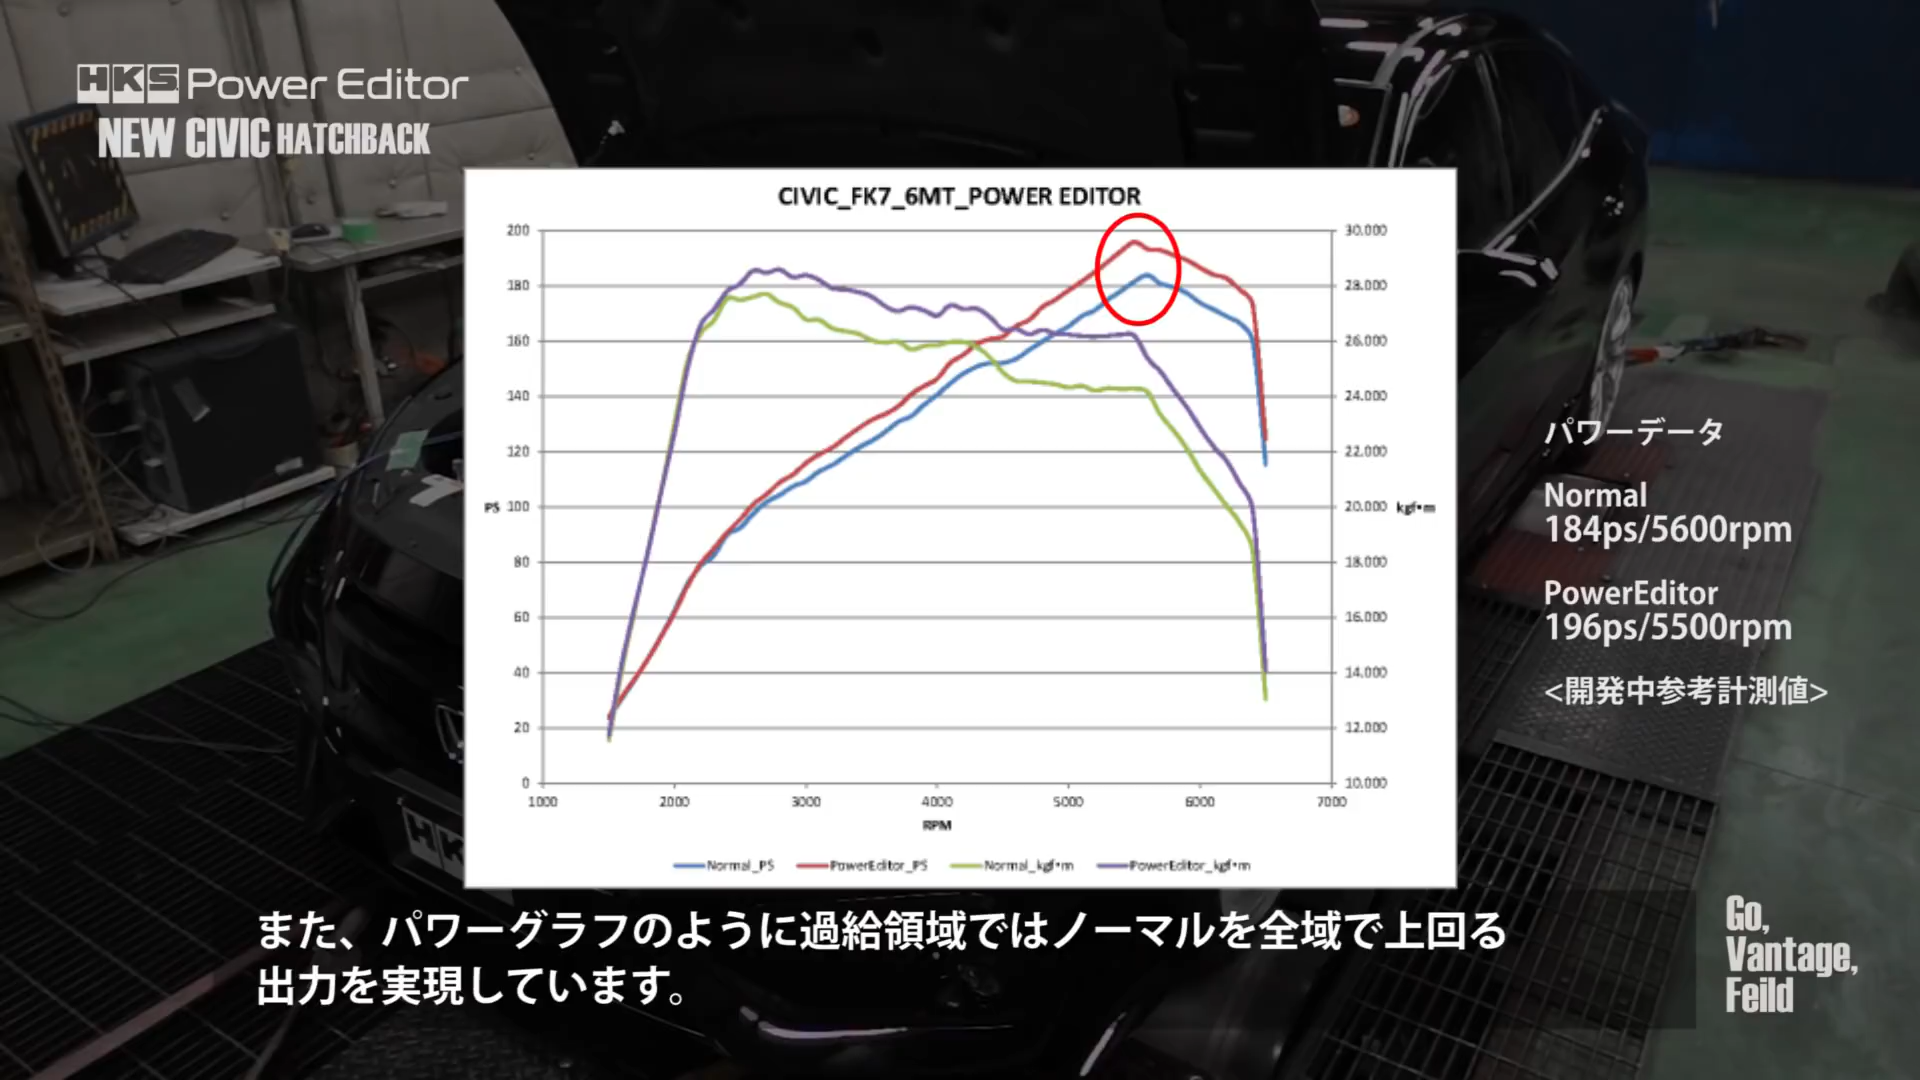 HKS Power Editor
NEW CIVIC HATCHBACK
CIVIC_FK7_6MT_POWER EDITOR
200
180
160
140
120
100
80
60
40
20
0
PS
30.000
28.000
26.000
24.000
22.000
20.000
18.000
16.000
14.000
12.000
10.000
kgf•m
1000 2000 3000 4000 5000 6000 7000
RPM
Normal_PS PowerEditor_PS Normal_kgf•m PowerEditor_kgf•m
パワーデータ
Normal
184ps/5600rpm
PowerEditor
196ps/5500rpm
<開発中参考計測値>
HK
また、パワーグラフのように過給領域ではノーマルを全域で上回る
出力を実現しています。
Go,
Vantage,
Feild